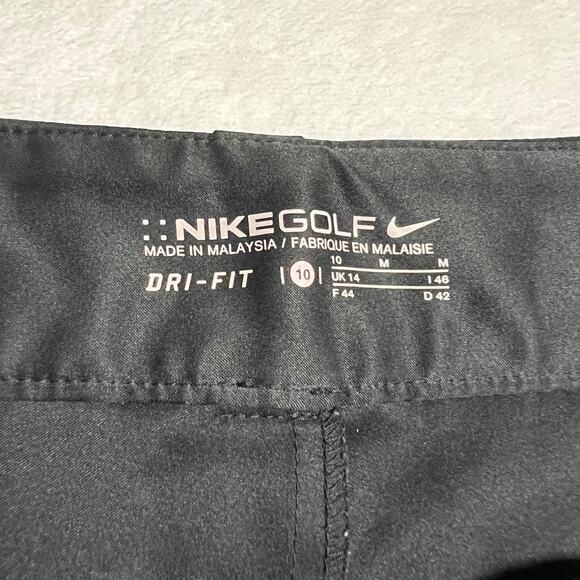 NIKEGOLF
MADE IN MALAYSIA / FABRIQUE EN MALAISIE
DRI-FIT 10
10 M M
UK 14 I 46
F 44 D 42